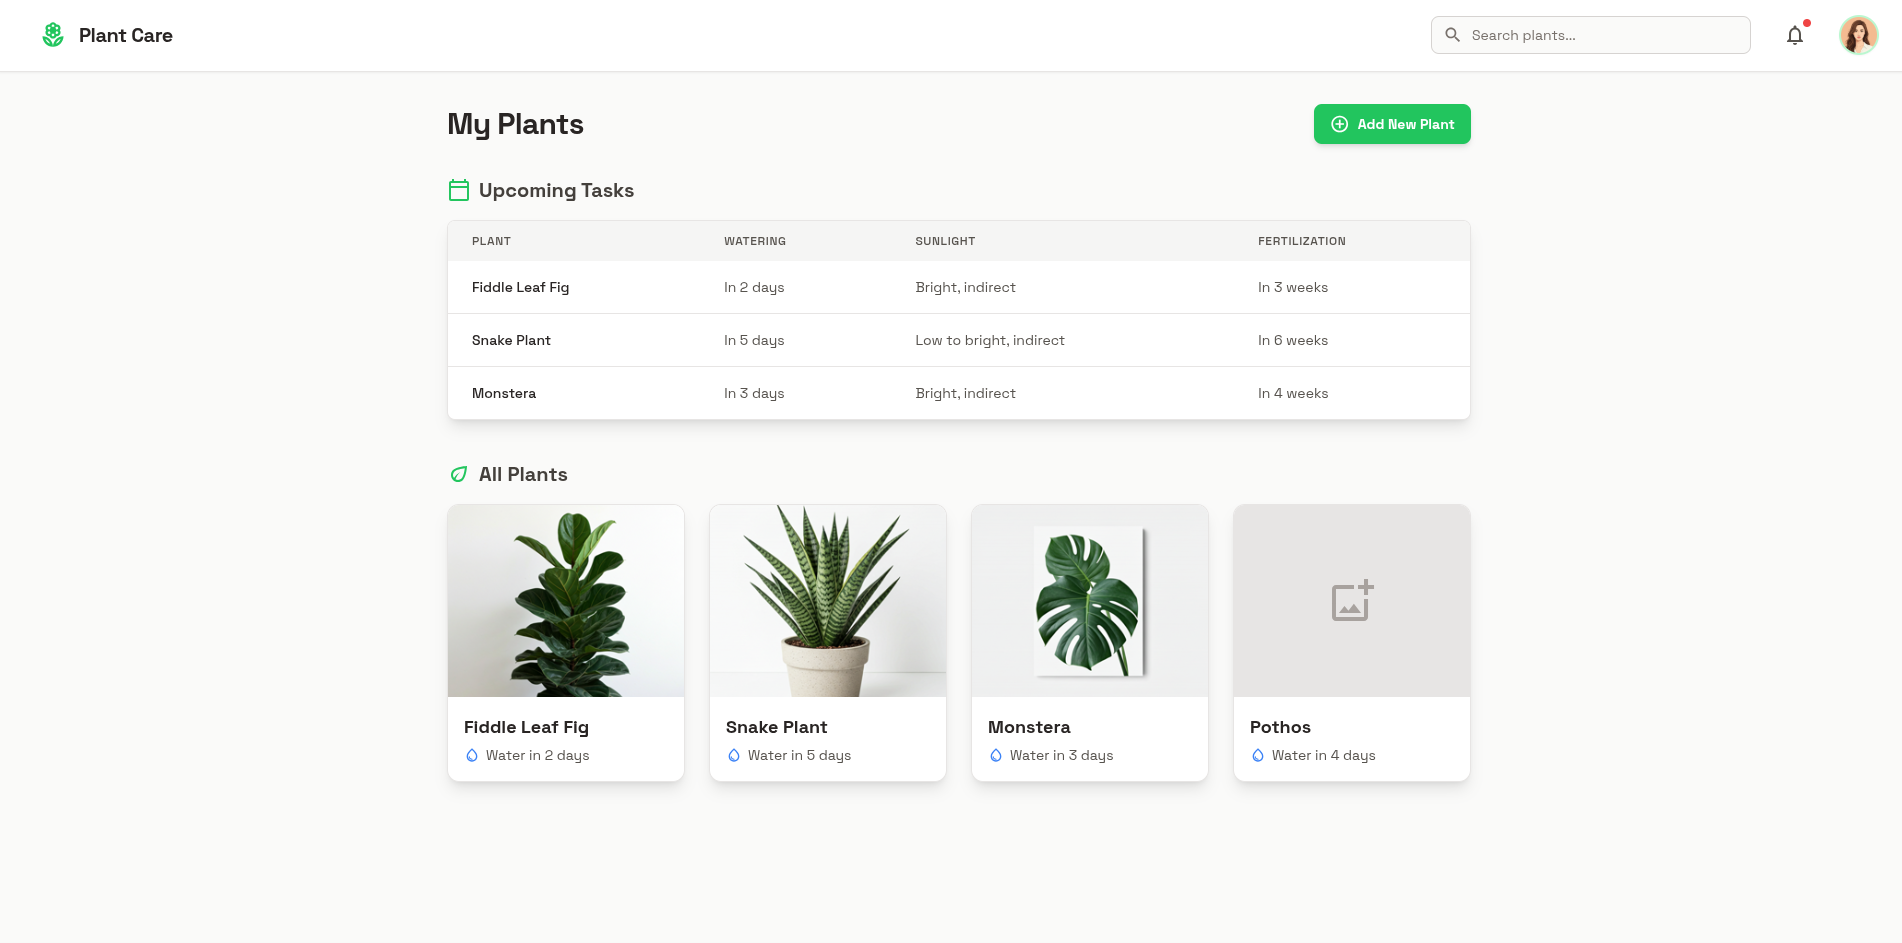 Plant Care
Search plants...
My Plants
Add New Plant
Upcoming Tasks
PLANT WATERING SUNLIGHT FERTILIZATION
Fiddle Leaf Fig In 2 days Bright, indirect In 3 weeks
Snake Plant In 5 days Low to bright, indirect In 6 weeks
Monstera In 3 days Bright, indirect In 4 weeks
All Plants
Fiddle Leaf Fig
Water in 2 days
Snake Plant
Water in 5 days
Monstera
Water in 3 days
Pothos
Water in 4 days